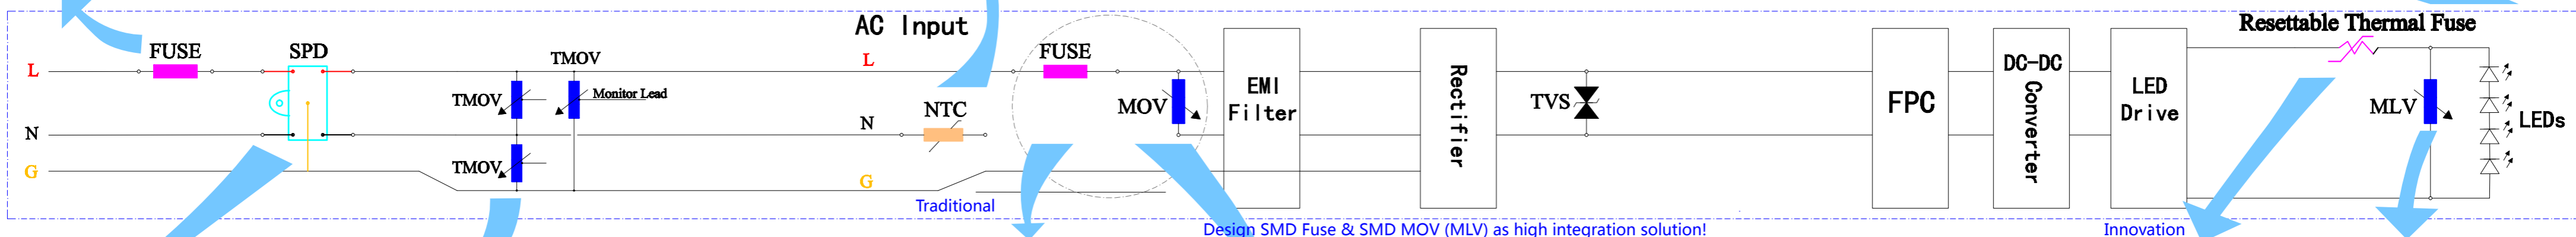 AC Input
Resettable Thermal Fuse
FUSE
SPD
TMOV
L
L
FUSE
TMOV
Monitor Lead
NTC
MOV
EMI
Filter
Rectifier
TVS
FPC
DC-DC
Converter
LED
Drive
MLV
LEDs
N
N
TMOV
G
G
Traditional
Design SMD Fuse & SMD MOV (MLV) as high integration solution!
Innovation